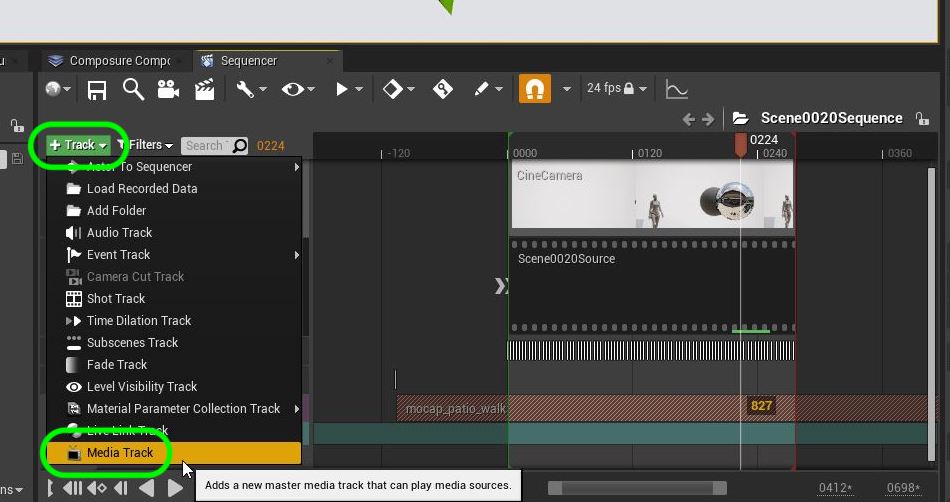 Composure Compo
Sequencer
24 fps
Scene0020Sequence
+ Track
Filters
Search
0224
0224
-120
0000
0120
0240
0360
Actor To Sequencer
Load Recorded Data
Add Folder
Audio Track
Event Track
Camera Cut Track
Shot Track
Time Dilation Track
Subscenes Track
Fade Track
Level Visibility Track
Material Parameter Collection Track
Live Link Track
Media Track
CineCamera
Scene0020Source
mocap_patio_walk
827
Adds a new master media track that can play media sources.
ns
0412*
0698*